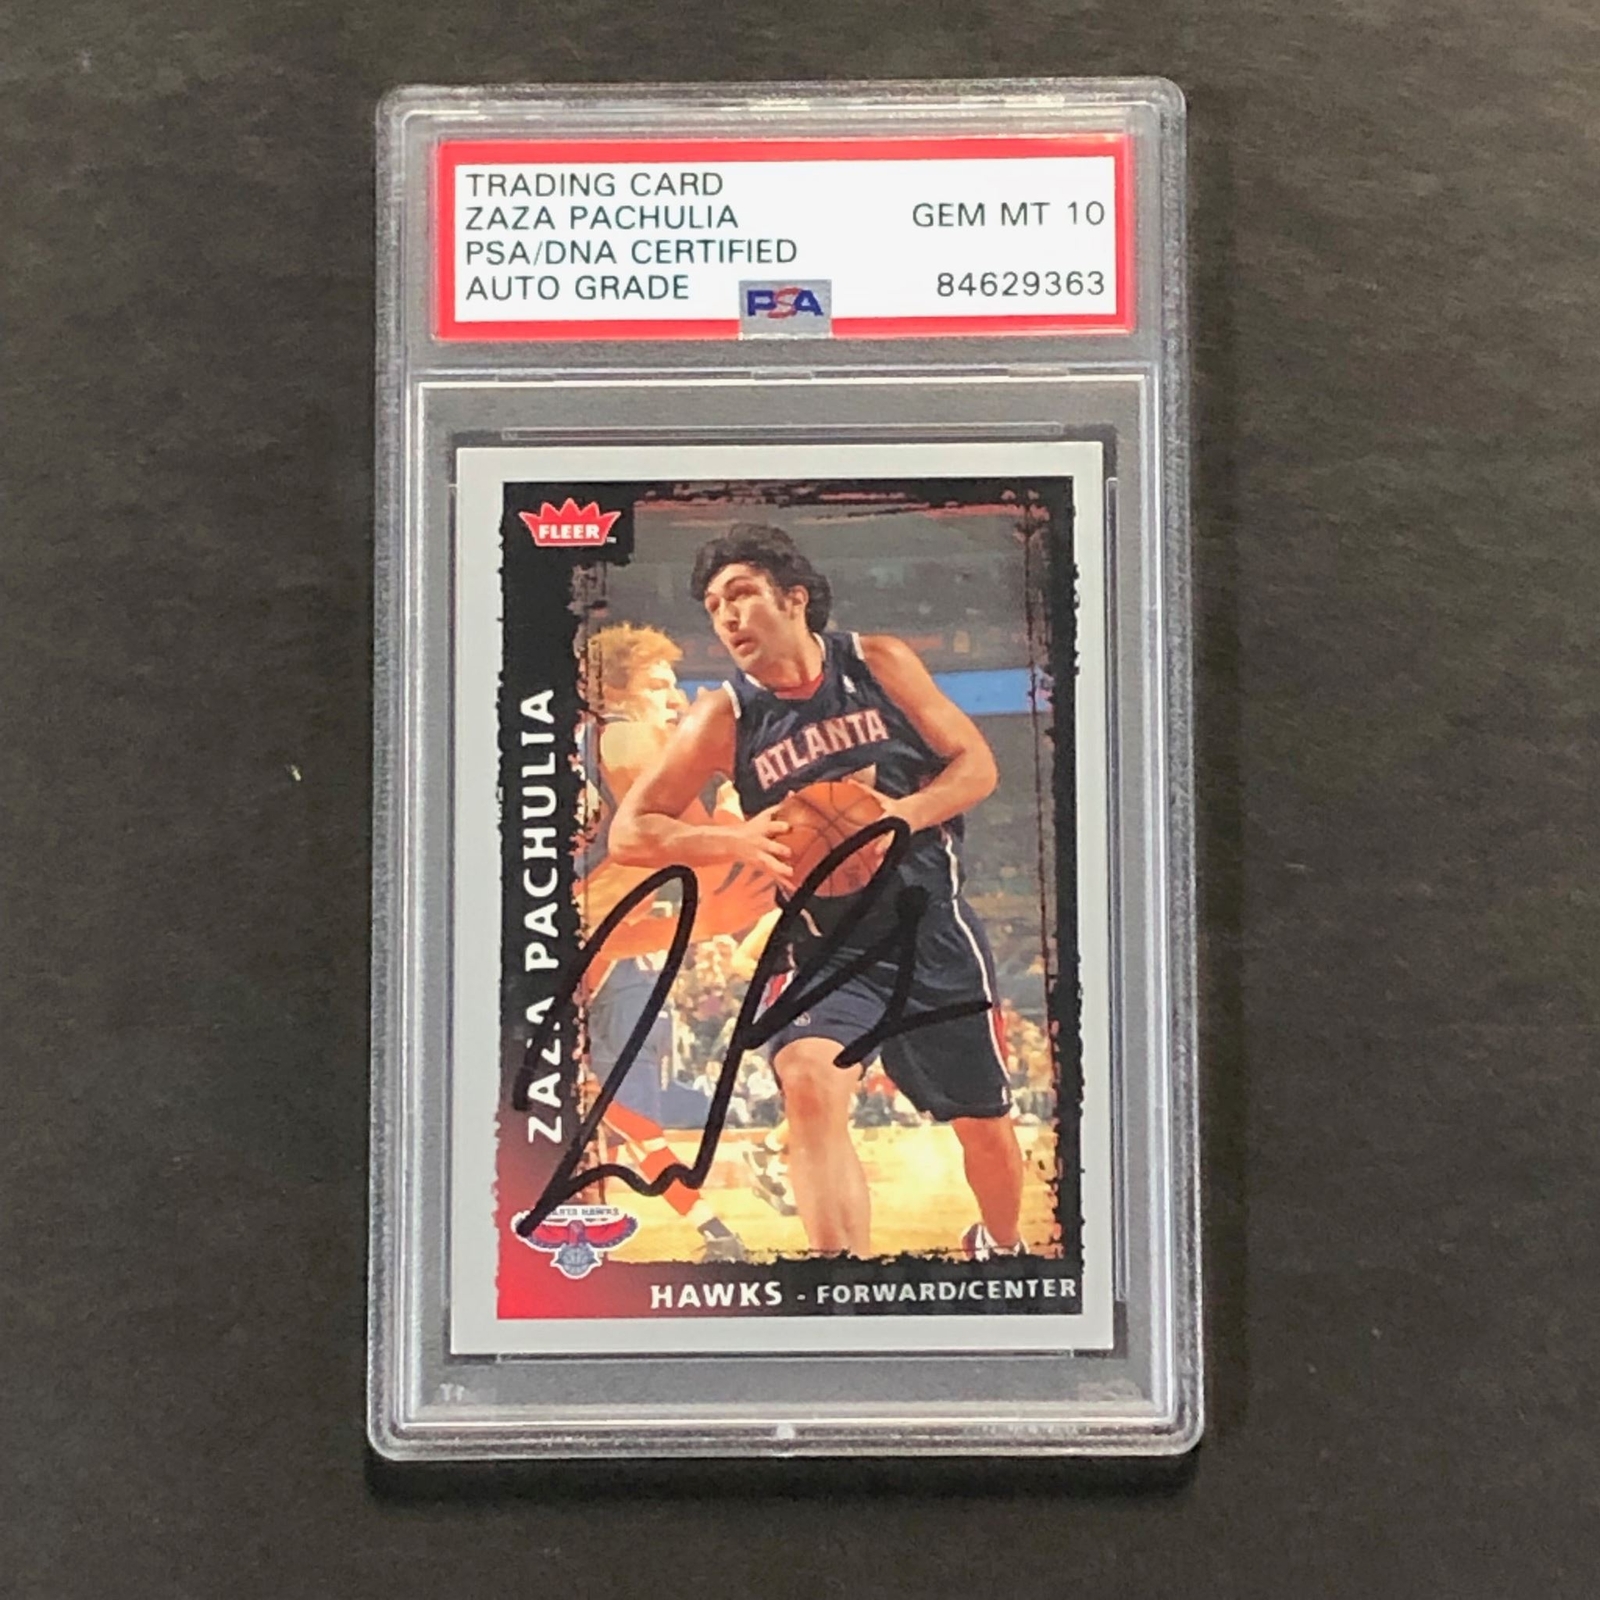 TRADING CARD
ZAZA PACHULIA
PSA/DNA CERTIFIED
AUTO GRADE
GEM MT 10
84629363
PSA
FLEER
ATLANTA
ZAZA PACHULIA
HAWKS
HAWKS - FORWARD/CENTER